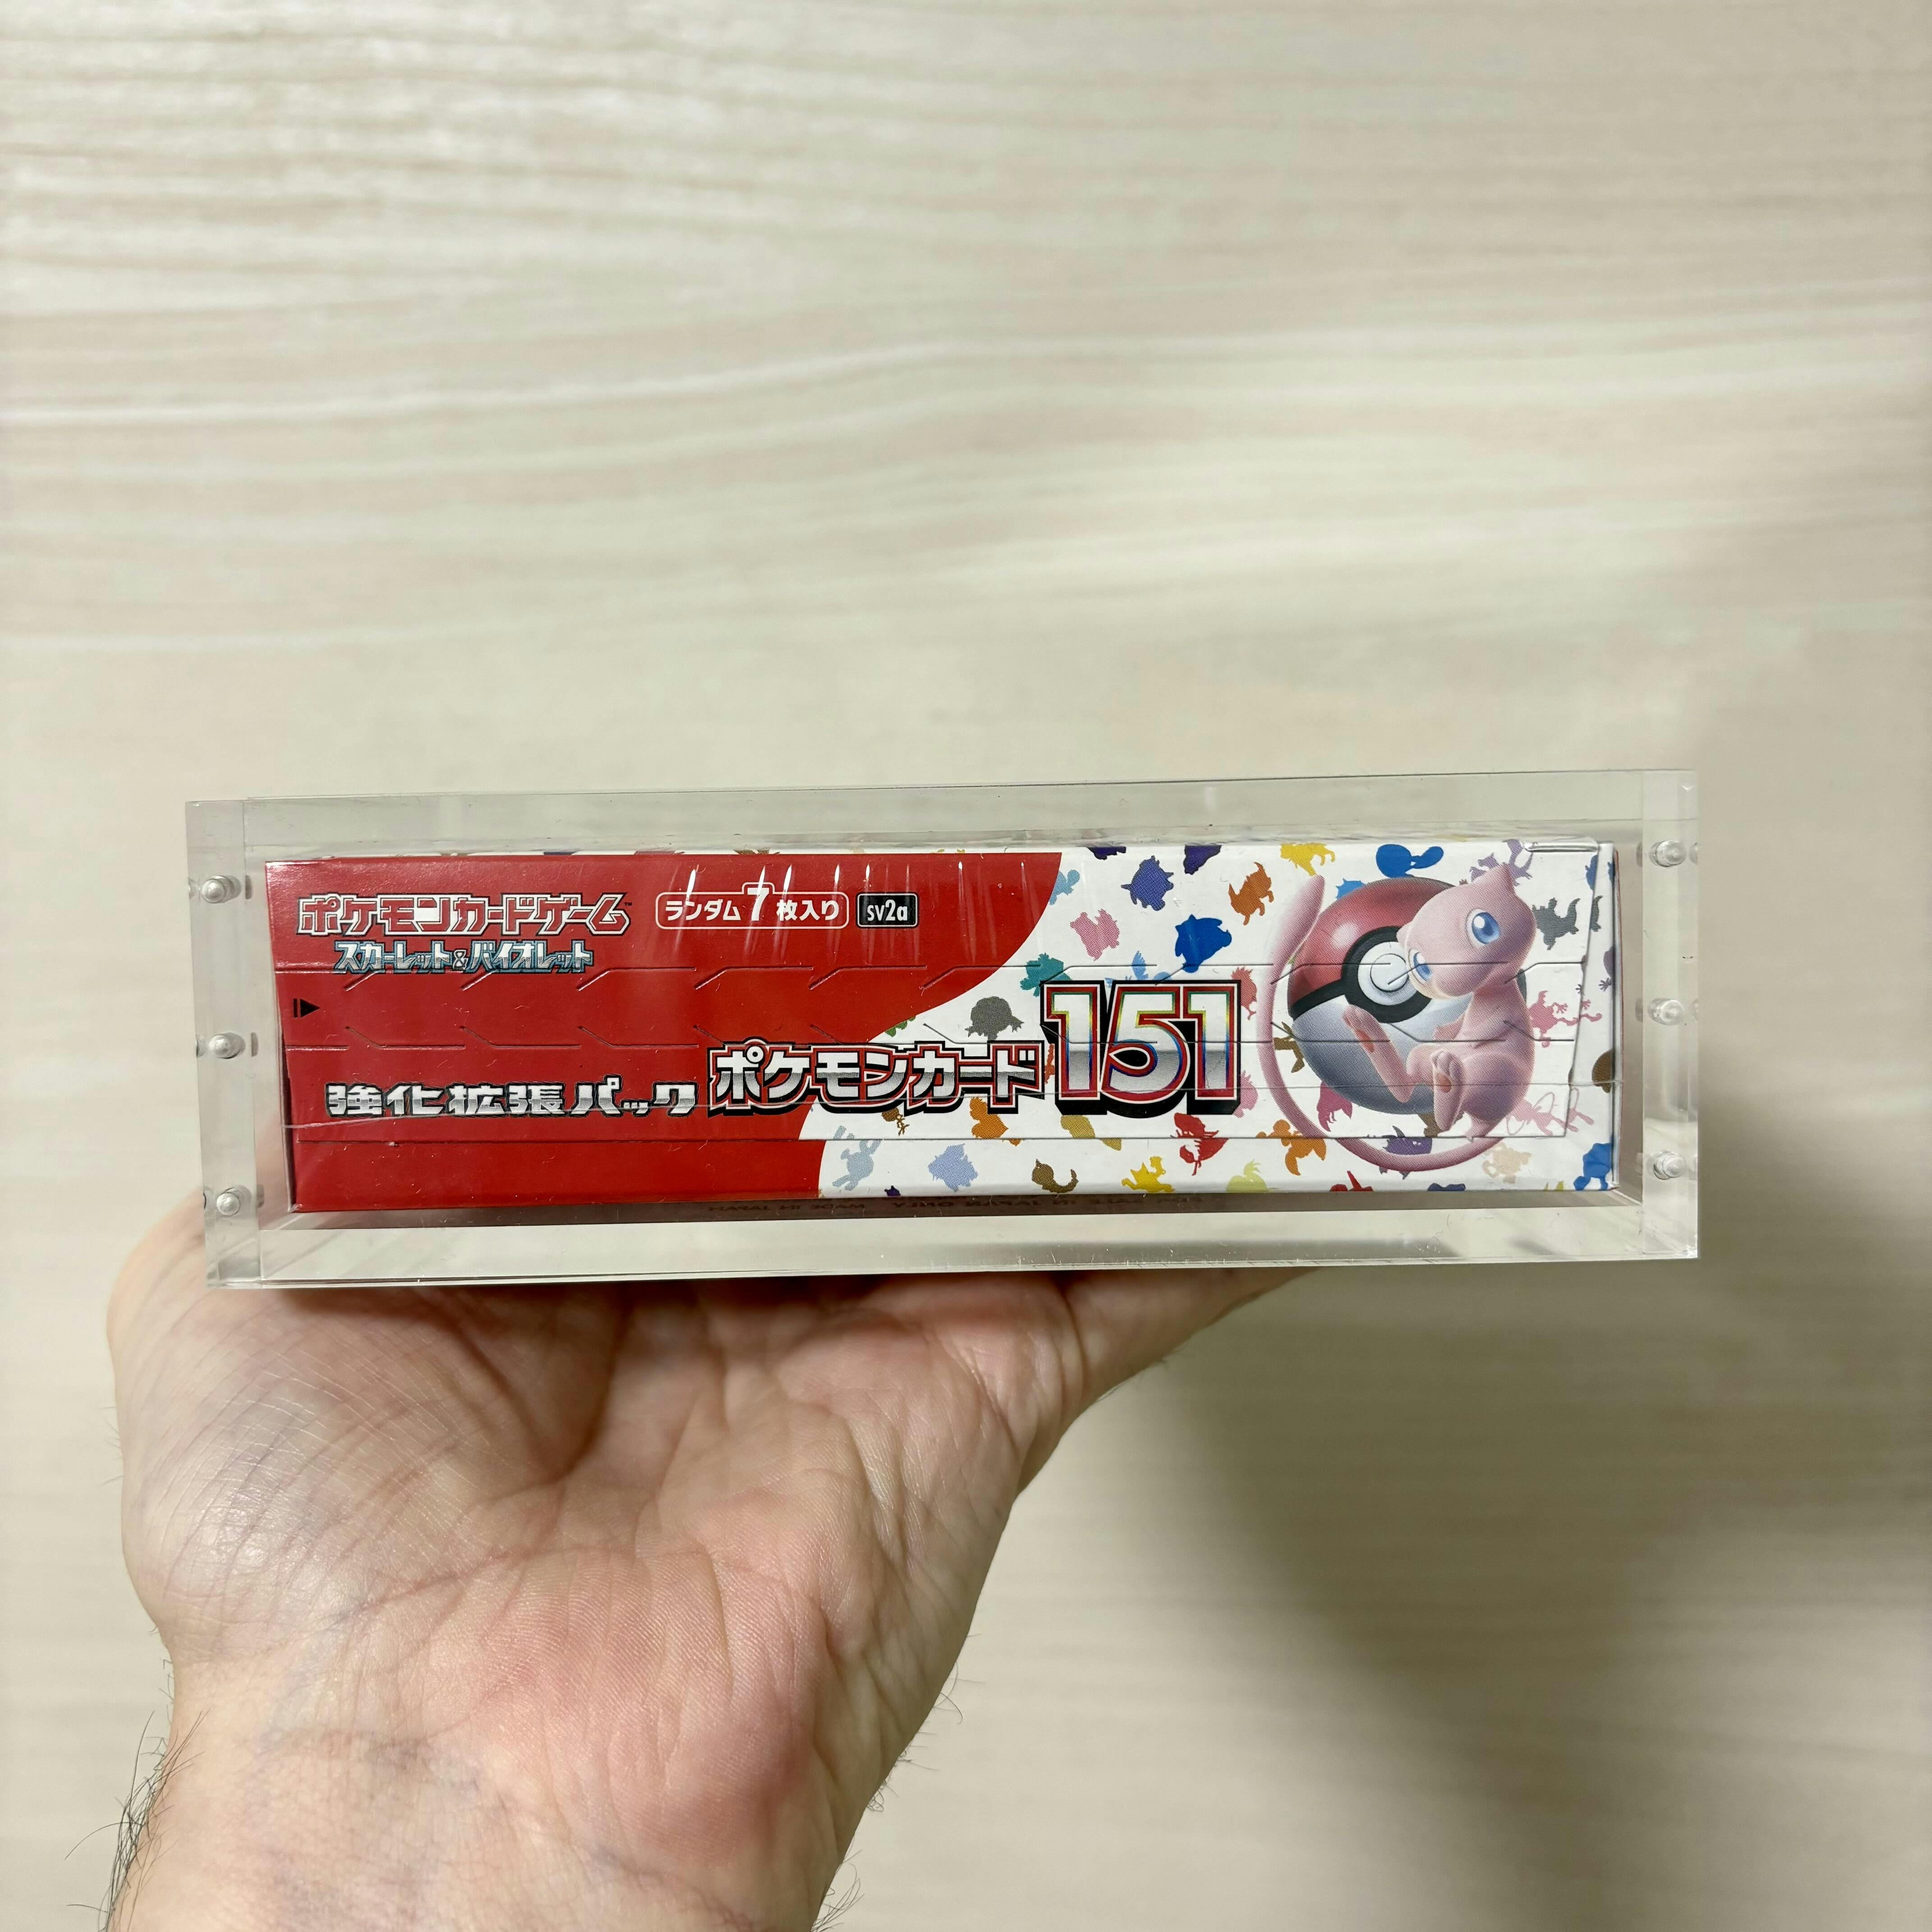 ポケモンカードゲーム™
スカーレット&バイオレット
ランダム7枚入り
sv2a
強化拡張パック
ポケモンカード151